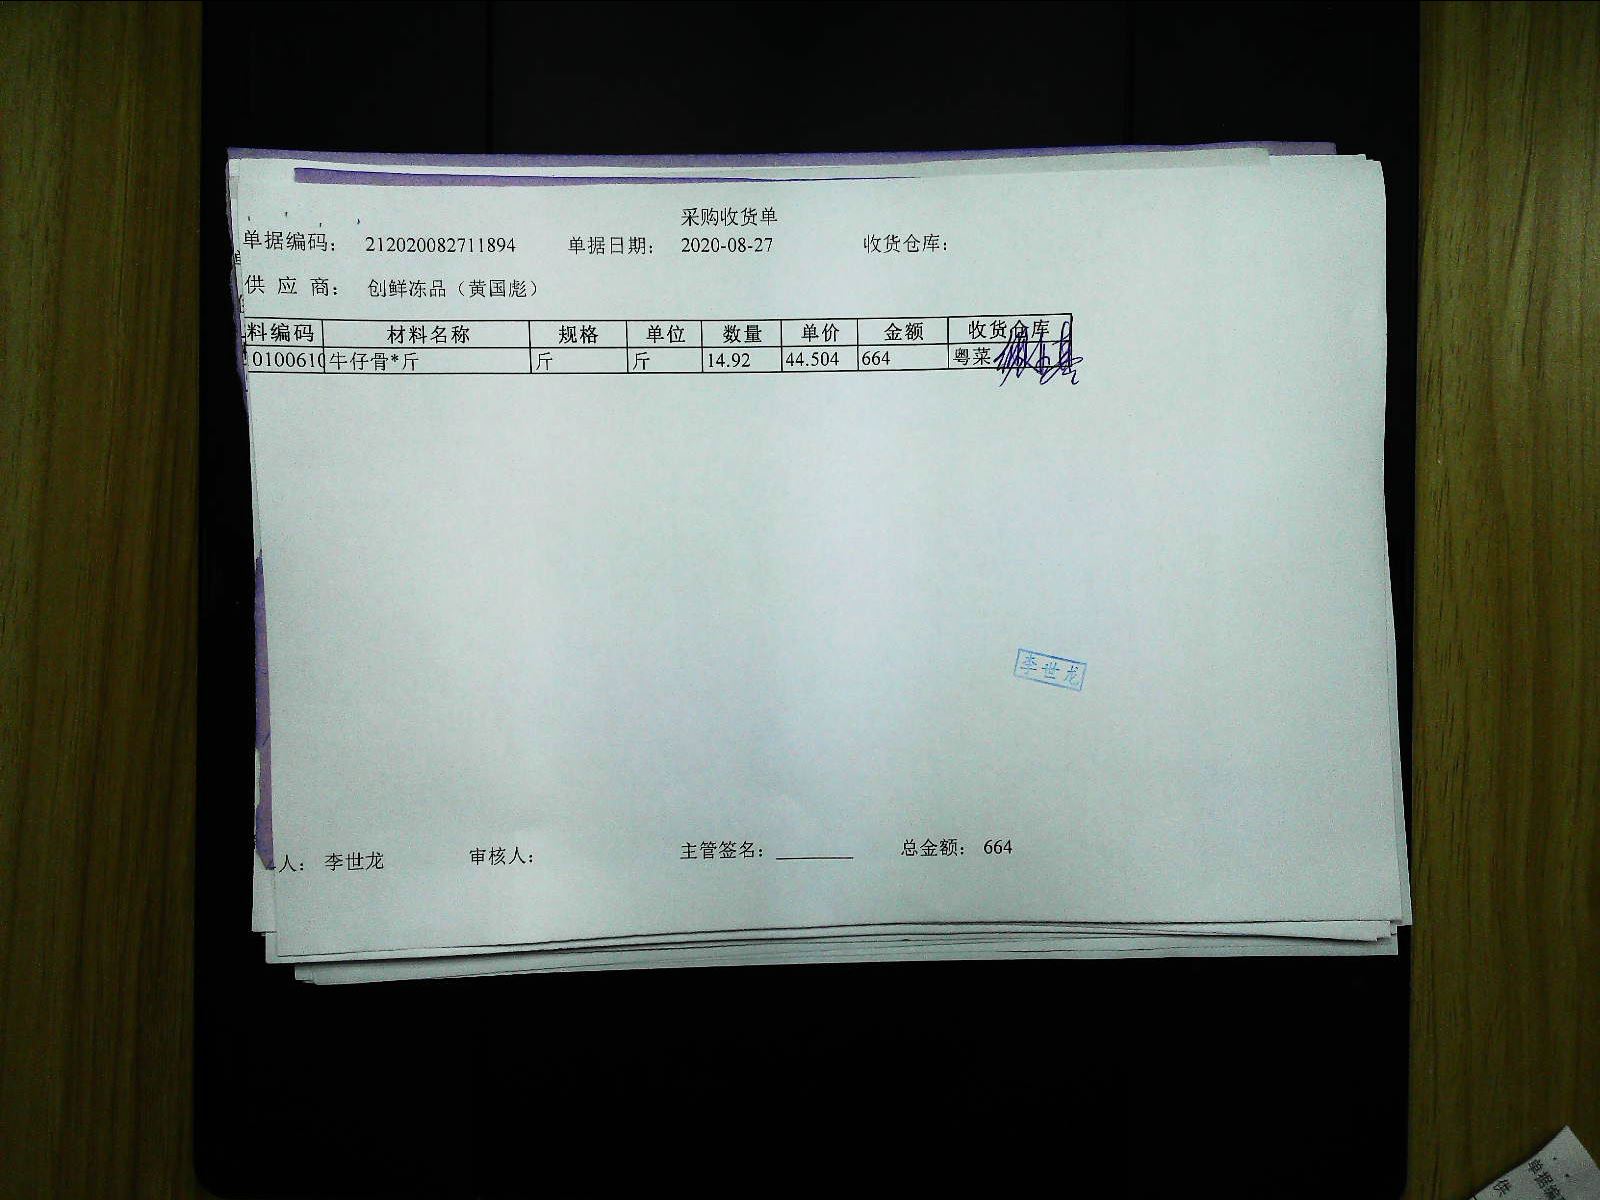 采购收货单
单据编码： 212020082711894 单据日期： 2020-08-27 收货仓库：
供 应 商： 创鲜冻品（黄国彪）
料编码 材料名称 规格 单位 数量 单价 金额 收货仓库
0100610 牛仔骨*斤 斤 斤 14.92 44.504 664 粤菜
李世龙
人： 李世龙 审核人： 主管签名： 总金额： 664
单据编
供